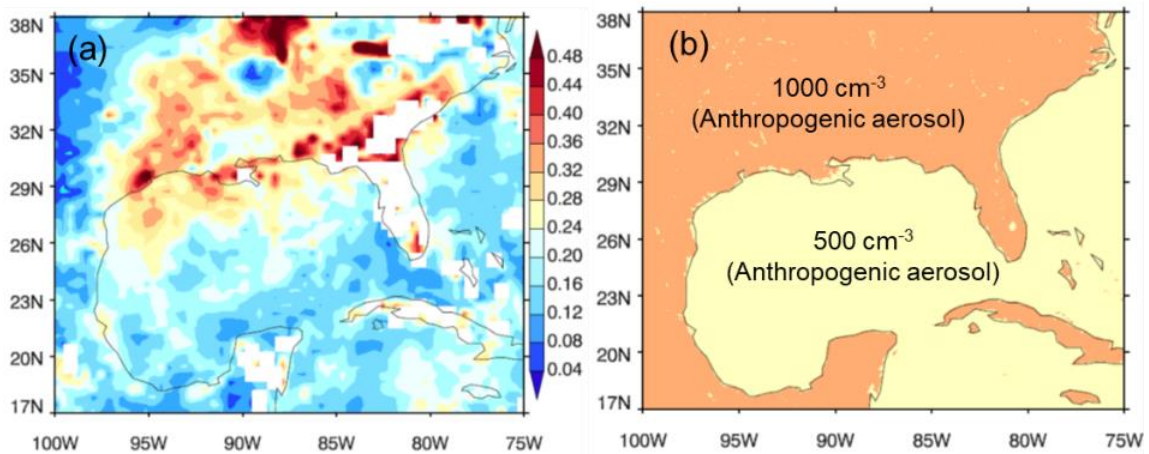 (a)
38N
35N
32N
29N
26N
23N
20N
17N
100W 95W 90W 85W 80W 75W
0.48
0.44
0.40
0.36
0.32
0.28
0.24
0.20
0.16
0.12
0.08
0.04
(b)
1000 cm-3
(Anthropogenic aerosol)
500 cm-3
(Anthropogenic aerosol)
38N
35N
32N
29N
26N
23N
20N
17N
100W 95W 90W 85W 80W 75W